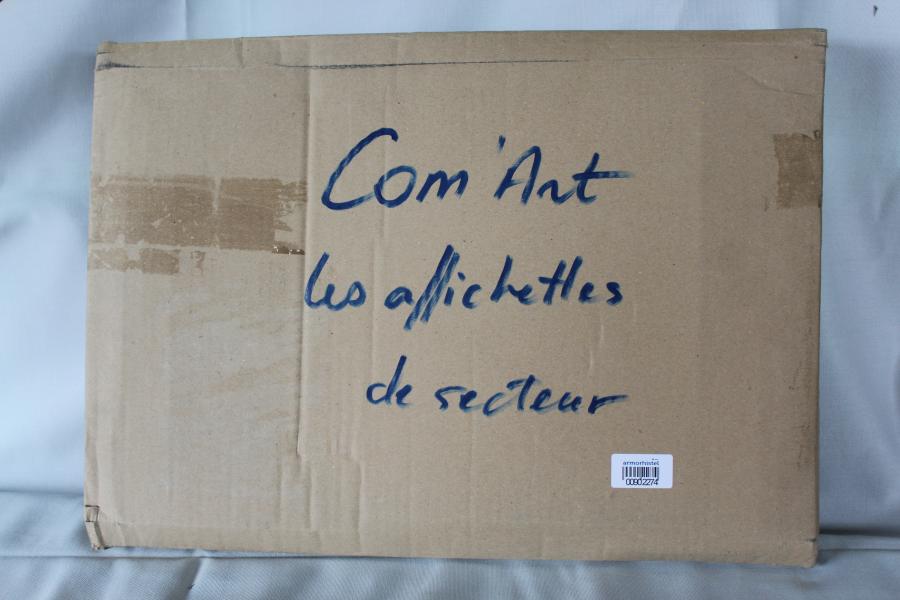 Com'Art
les affichettes
de secteur
armorhistel
00902274